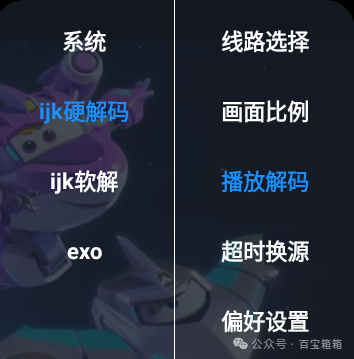 系统
ijk硬解码
ijk软解
exo
线路选择
画面比例
播放解码
超时换源
偏好设置
公众号 · 百宝箱箱